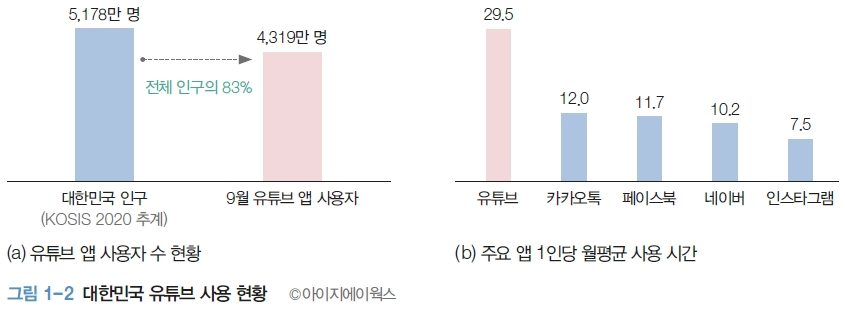 5,178만 명
4,319만 명
전체 인구의 83%
대한민국 인구
(KOSIS 2020 추계)
9월 유튜브 앱 사용자
(a) 유튜브 앱 사용자 수 현황
29.5
12.0
11.7
10.2
7.5
유튜브
카카오톡
페이스북
네이버
인스타그램
(b) 주요 앱 1인당 월평균 사용 시간
그림 1-2 대한민국 유튜브 사용 현황 ©아이지에이웍스